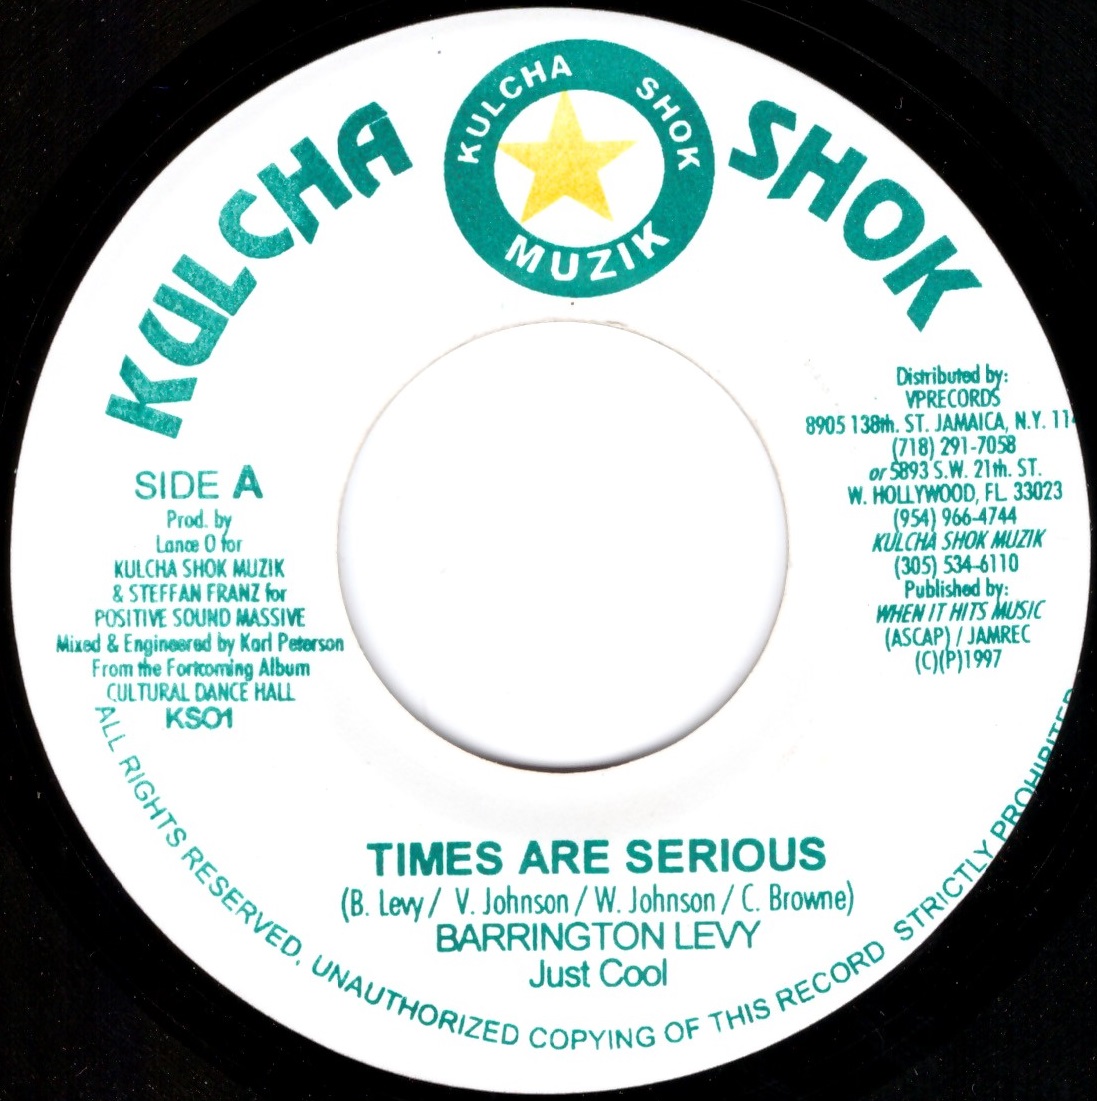 KULCHA SHOK
KULCHA SHOK
MUZIK
SIDE A
Prod. by
Lance O for
KULCHA SHOK MUZIK
& STEFFAN FRANZ for
POSITIVE SOUND MASSIVE
Mixed & Engineered by Karl Peterson
From the Fortcoming Album
CULTURAL DANCE HALL
KS01
Distributed by:
VPRECORDS
8905 138th. ST. JAMAICA, N.Y. 11
(718) 291-7058
or 5893 S.W. 21th. ST.
W. HOLLYWOOD, FL. 33023
(954) 966-4744
KULCHA SHOK MUZIK
(305) 534-6110
Published by:
WHEN IT HITS MUSIC
(ASCAP) / JAMREC
(C)(P)1997
TIMES ARE SERIOUS
(B. Levy / V. Johnson / W. Johnson / C. Browne)
BARRINGTON LEVY
Just Cool
ALL RIGHTS RESERVED, UNAUTHORIZED COPYING OF THIS RECORD STRICTLY PROHIBITED